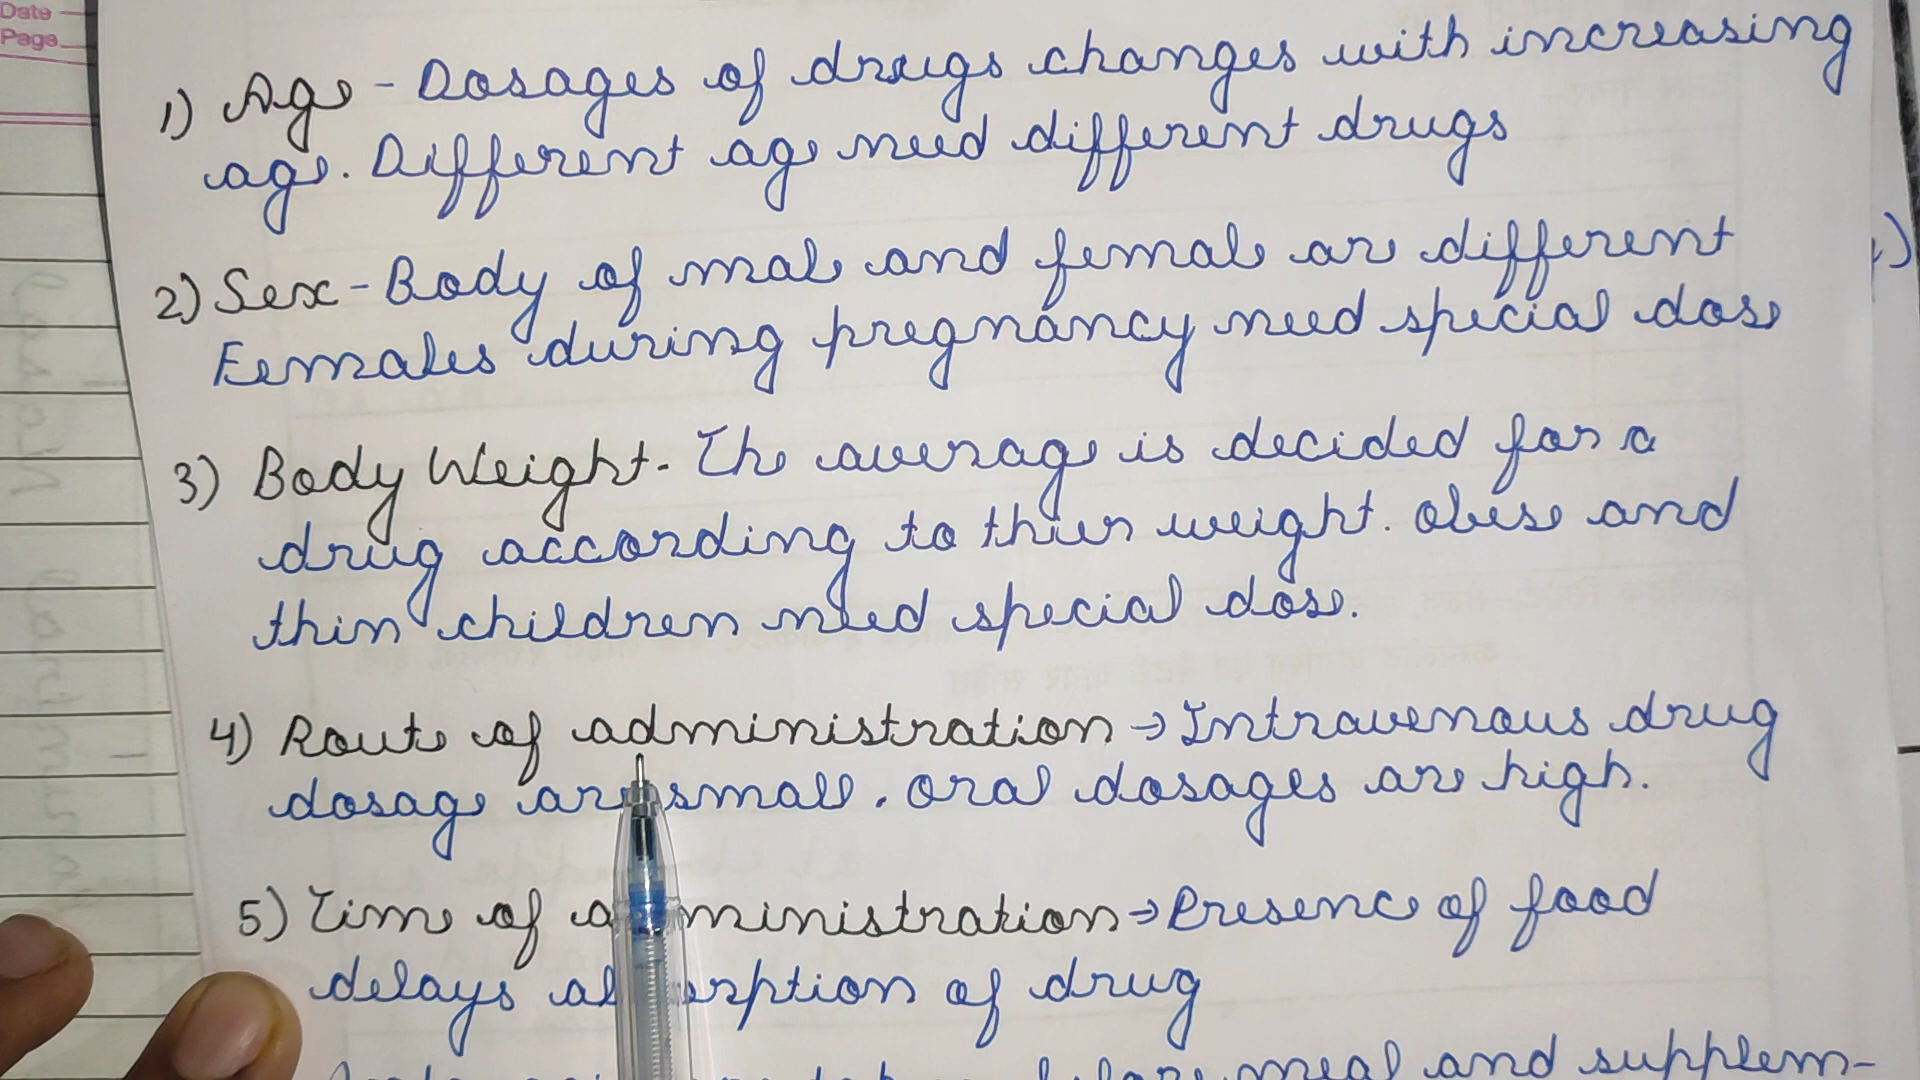 Date
Page
1) Age - Dosages of drugs changes with increasing
age. Different age need different drugs
2) Sex - Body of male and female are different
Females during pregnancy need special dose
3) Body Weight - The average is decided for a
drug according to thier weight. Obese and
thin children need special dose.
4) Route of administration → Intravenous drug
dosage are small. Oral dosages are high.
5) Time of administration → Presence of food
delays absorption of drug
meal and supplem-